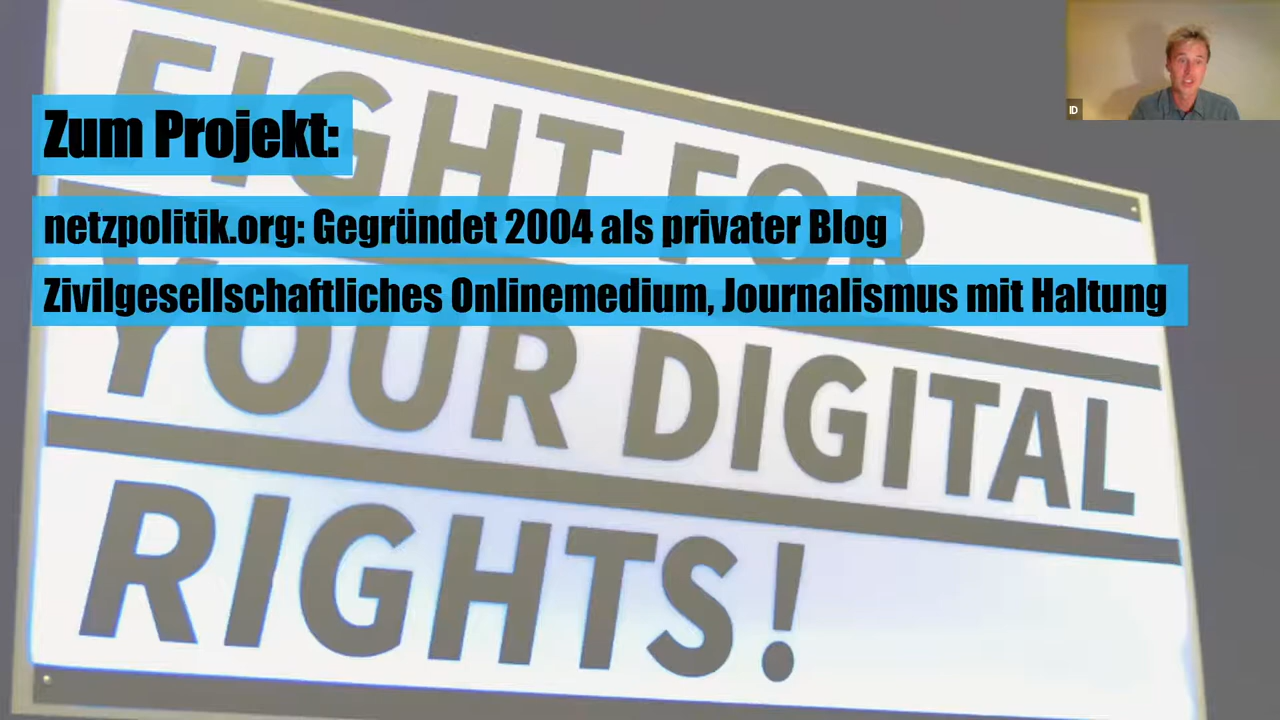 Zum Projekt:
netzpolitik.org: Gegründet 2004 als privater Blog
Zivilgesellschaftliches Onlinemedium, Journalismus mit Haltung
FIGHT FOR
YOUR DIGITAL
RIGHTS!
ID